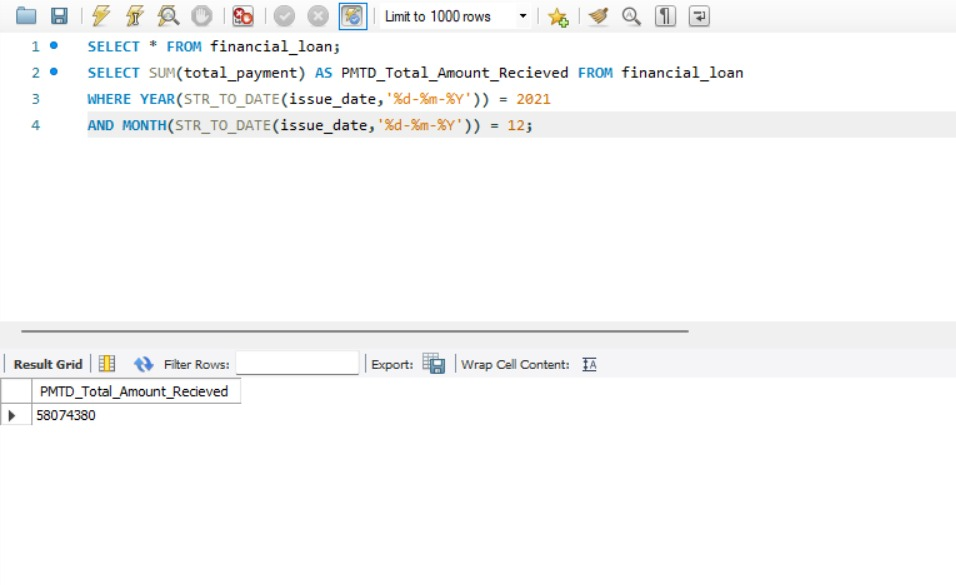 Limit to 1000 rows
1 SELECT * FROM financial_loan;
2 SELECT SUM(total_payment) AS PMTD_Total_Amount_Recieved FROM financial_loan
3 WHERE YEAR(STR_TO_DATE(issue_date,'%d-%m-%Y')) = 2021
4 AND MONTH(STR_TO_DATE(issue_date,'%d-%m-%Y')) = 12;
Result Grid Filter Rows: Export: Wrap Cell Content: IA
PMTD_Total_Amount_Recieved
58074380